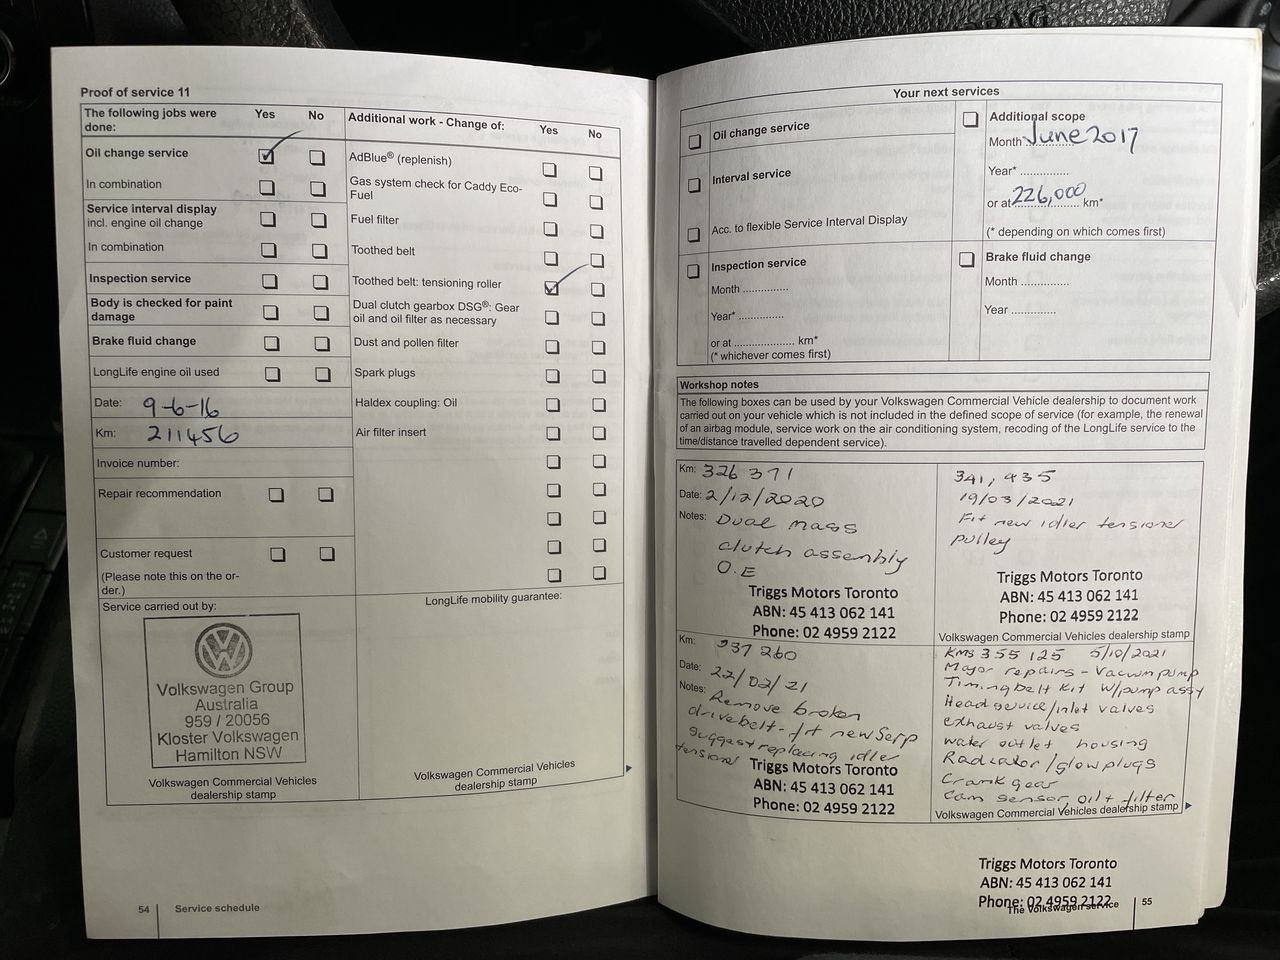 Proof of service 11
The following jobs were done: Yes No
Oil change service
In combination
Service interval display
incl. engine oil change
In combination
Inspection service
Body is checked for paint
damage
Brake fluid change
LongLife engine oil used
Date: 9-6-16
Km: 211456
Invoice number:
Repair recommendation
Customer request
(Please note this on the or-
der.)
Service carried out by:
Volkswagen Group
Australia
959 / 20056
Kloster Volkswagen
Hamilton NSW
Volkswagen Commercial Vehicles
dealership stamp
Additional work - Change of: Yes No
AdBlue® (replenish)
Gas system check for Caddy Eco-
Fuel
Fuel filter
Toothed belt
Toothed belt: tensioning roller
Dual clutch gearbox DSG®: Gear
oil and oil filter as necessary
Dust and pollen filter
Spark plugs
Haldex coupling: Oil
Air filter insert
LongLife mobility guarantee:
Volkswagen Commercial Vehicles
dealership stamp
54 Service schedule
Your next services
Oil change service
Interval service
Acc. to flexible Service Interval Display
Inspection service
Month ..............
Year* ..............
or at .................... km*
(* whichever comes first)
Additional scope
Month June 2017
Year* ..............
or at 226,000 km*
(* depending on which comes first)
Brake fluid change
Month ..............
Year .............
Workshop notes
The following boxes can be used by your Volkswagen Commercial Vehicle dealership to document work
carried out on your vehicle which is not included in the defined scope of service (for example, the renewal
of an airbag module, service work on the air conditioning system, recoding of the LongLife service to the
time/distance travelled dependent service).
Km: 326 371
Date: 2/12/2020
Notes: Dual mass
clutch assembly
O.E
Triggs Motors Toronto
ABN: 45 413 062 141
Phone: 02 4959 2122
341,435
19/03/2021
Fit new idler tensioner
pulley
Triggs Motors Toronto
ABN: 45 413 062 141
Phone: 02 4959 2122
Volkswagen Commercial Vehicles dealership stamp
Km: 337 260
Date: 22/02/21
Notes: Remove broken
drivebelt - fit new Serp
suggest replacing idler
tensioner
Triggs Motors Toronto
ABN: 45 413 062 141
Phone: 02 4959 2122
KMS 355 125 5/10/2021
Major repairs - Vacuum pump
Timing belt Kit w/pump assy
Head service/inlet valves
exhaust valves
water outlet housing
Radiator/glowplugs
Crank gear
Cam sensor, oil + filter
Volkswagen Commercial Vehicles dealership stamp
Triggs Motors Toronto
ABN: 45 413 062 141
Phone: 02 4959 2122
The Volkswagen service 55